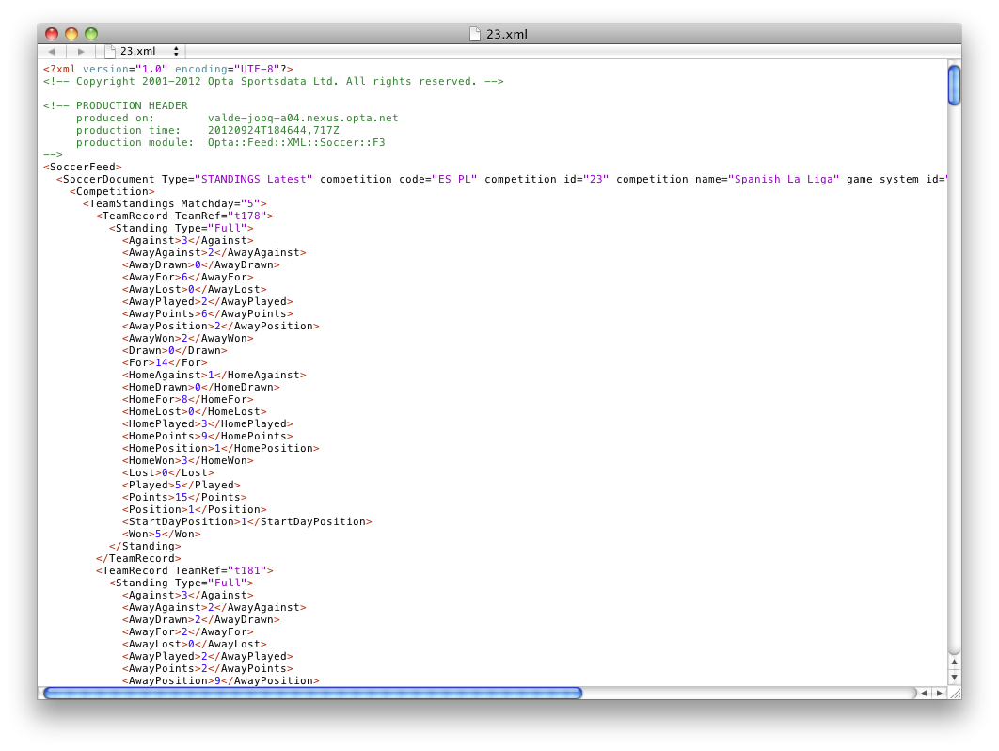 23.xml
23.xml
<?xml version="1.0" encoding="UTF-8"?>
<!-- Copyright 2001-2012 Opta Sportsdata Ltd. All rights reserved. -->
<!-- PRODUCTION HEADER
produced on: valde-jobq-a04.nexus.opta.net
production time: 20120924T184644,717Z
production module: Opta::Feed::XML::Soccer::F3
-->
<SoccerFeed>
<SoccerDocument Type="STANDINGS Latest" competition_code="ES_PL" competition_id="23" competition_name="Spanish La Liga" game_system_id="
<Competition>
<TeamStandings Matchday="5">
<TeamRecord TeamRef="t178">
<Standing Type="Full">
<Against>3</Against>
<AwayAgainst>2</AwayAgainst>
<AwayDrawn>0</AwayDrawn>
<AwayFor>6</AwayFor>
<AwayLost>0</AwayLost>
<AwayPlayed>2</AwayPlayed>
<AwayPoints>6</AwayPoints>
<AwayPosition>2</AwayPosition>
<AwayWon>2</AwayWon>
<Drawn>0</Drawn>
<For>14</For>
<HomeAgainst>1</HomeAgainst>
<HomeDrawn>0</HomeDrawn>
<HomeFor>8</HomeFor>
<HomeLost>0</HomeLost>
<HomePlayed>3</HomePlayed>
<HomePoints>9</HomePoints>
<HomePosition>1</HomePosition>
<HomeWon>3</HomeWon>
<Lost>0</Lost>
<Played>5</Played>
<Points>15</Points>
<Position>1</Position>
<StartDayPosition>1</StartDayPosition>
<Won>5</Won>
</Standing>
</TeamRecord>
<TeamRecord TeamRef="t181">
<Standing Type="Full">
<Against>3</Against>
<AwayAgainst>2</AwayAgainst>
<AwayDrawn>2</AwayDrawn>
<AwayFor>2</AwayFor>
<AwayLost>0</AwayLost>
<AwayPlayed>2</AwayPlayed>
<AwayPoints>2</AwayPoints>
<AwayPosition>9</AwayPosition>